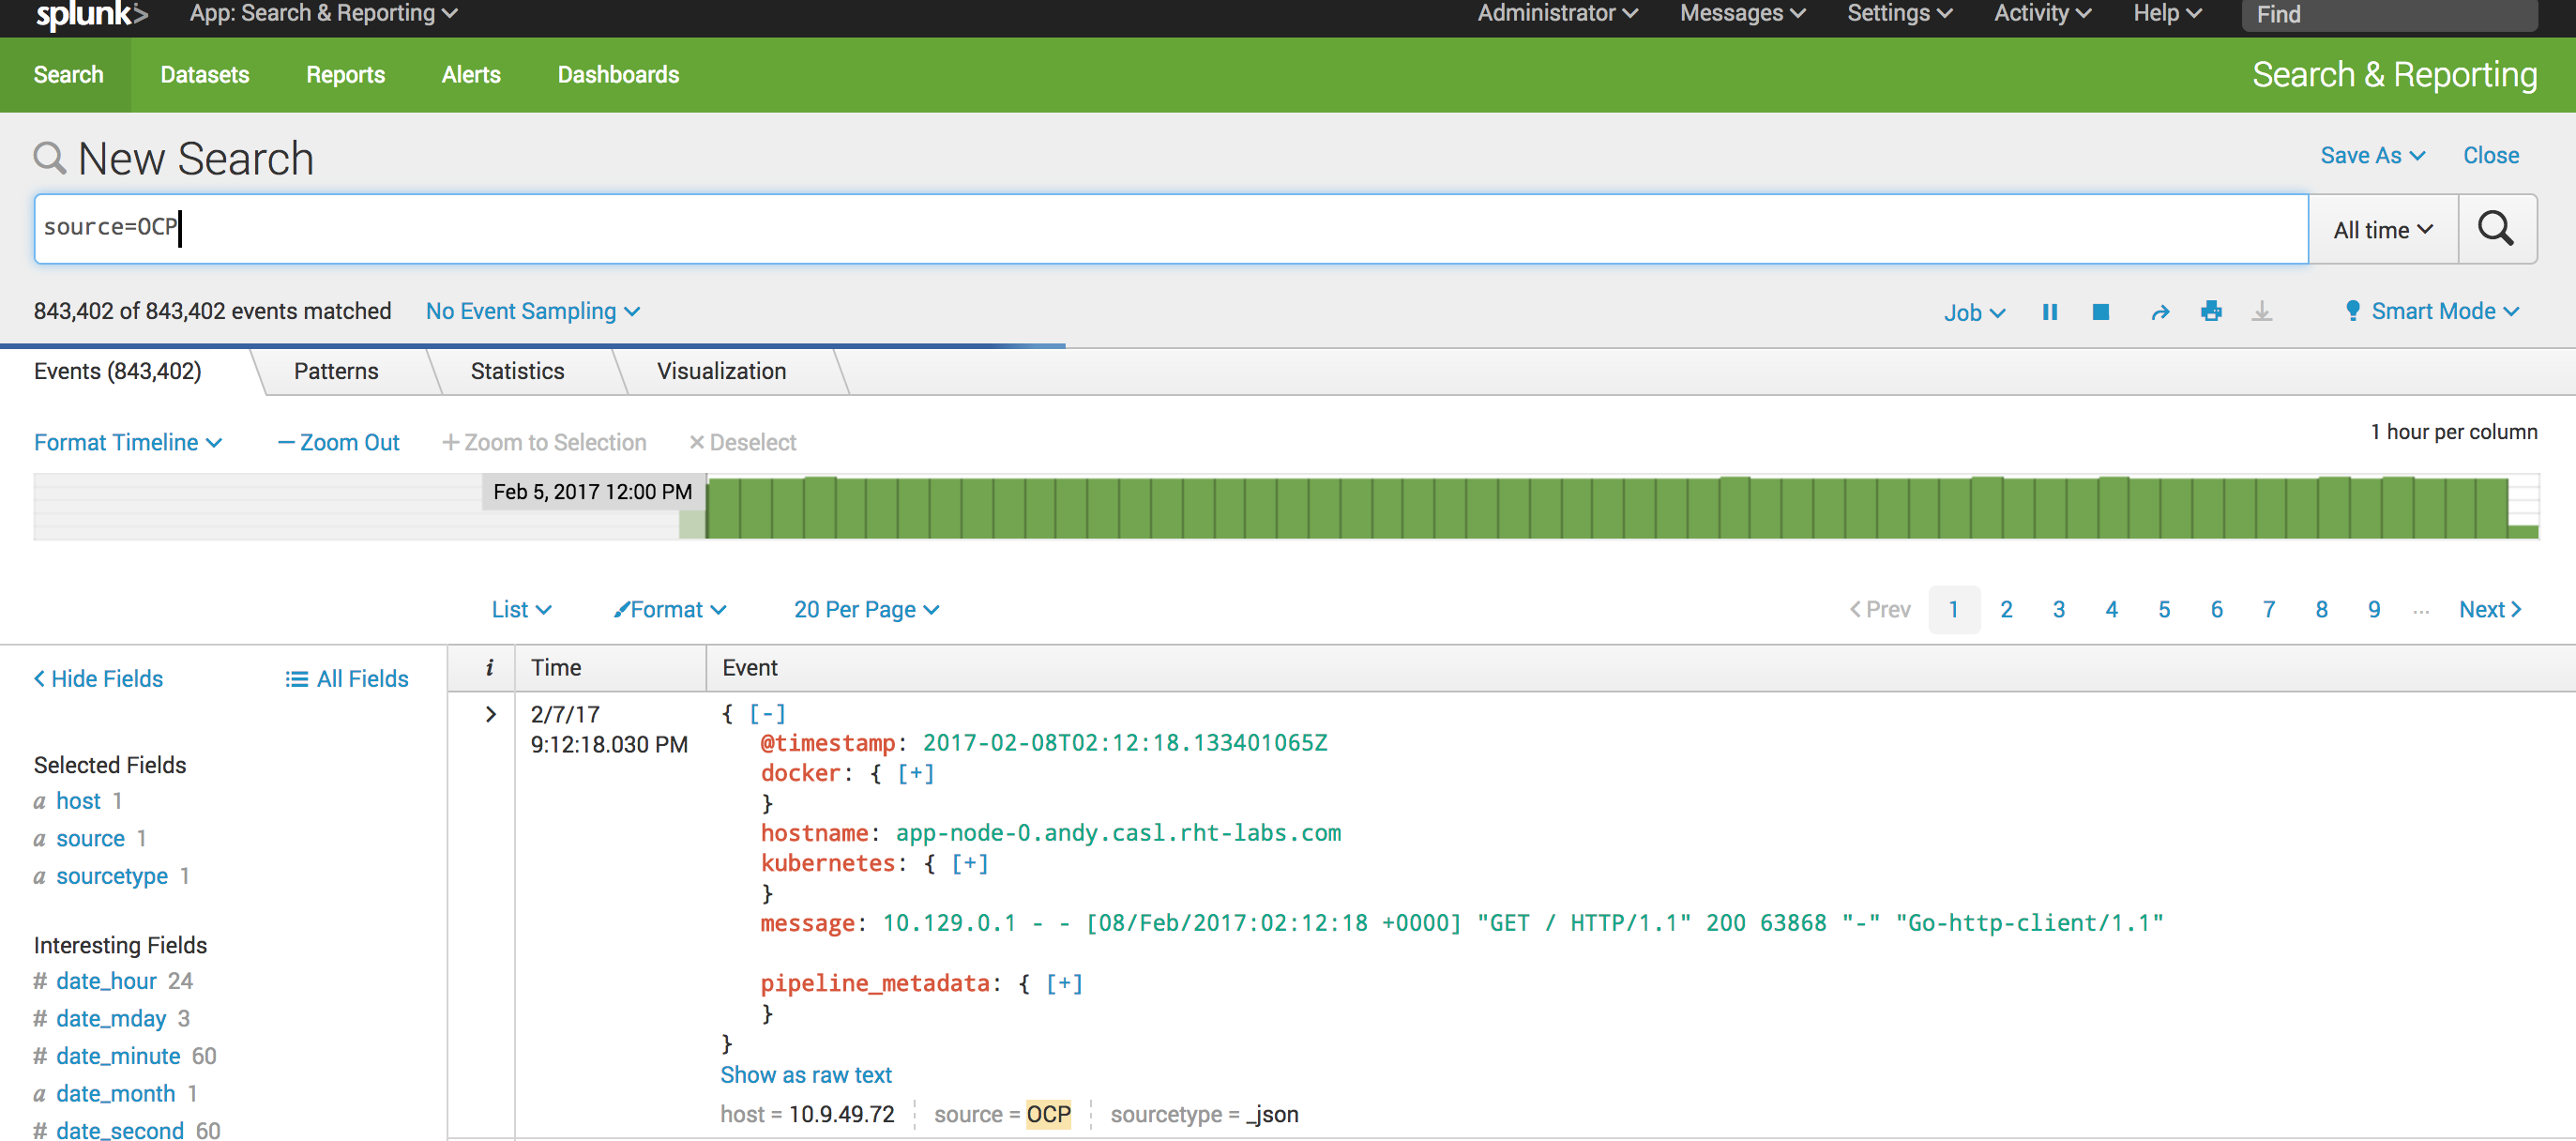 splunk> App: Search & Reporting Administrator Messages Settings Activity Help Find
Search Datasets Reports Alerts Dashboards Search & Reporting
New Search Save As Close
source=OCP All time
843,402 of 843,402 events matched No Event Sampling Job Smart Mode
Events (843,402) Patterns Statistics Visualization
Format Timeline — Zoom Out + Zoom to Selection × Deselect 1 hour per column
Feb 5, 2017 12:00 PM
List Format 20 Per Page < Prev 1 2 3 4 5 6 7 8 9 ... Next >
< Hide Fields All Fields i Time Event
> 2/7/17 { [-]
9:12:18.030 PM @timestamp: 2017-02-08T02:12:18.133401065Z
docker: { [+]
}
hostname: app-node-0.andy.casl.rht-labs.com
kubernetes: { [+]
}
message: 10.129.0.1 - - [08/Feb/2017:02:12:18 +0000] "GET / HTTP/1.1" 200 63868 "-" "Go-http-client/1.1"
pipeline_metadata: { [+]
}
}
Show as raw text
host = 10.9.49.72 source = OCP sourcetype = _json
Selected Fields
a host 1
a source 1
a sourcetype 1
Interesting Fields
# date_hour 24
# date_mday 3
# date_minute 60
a date_month 1
# date_second 60